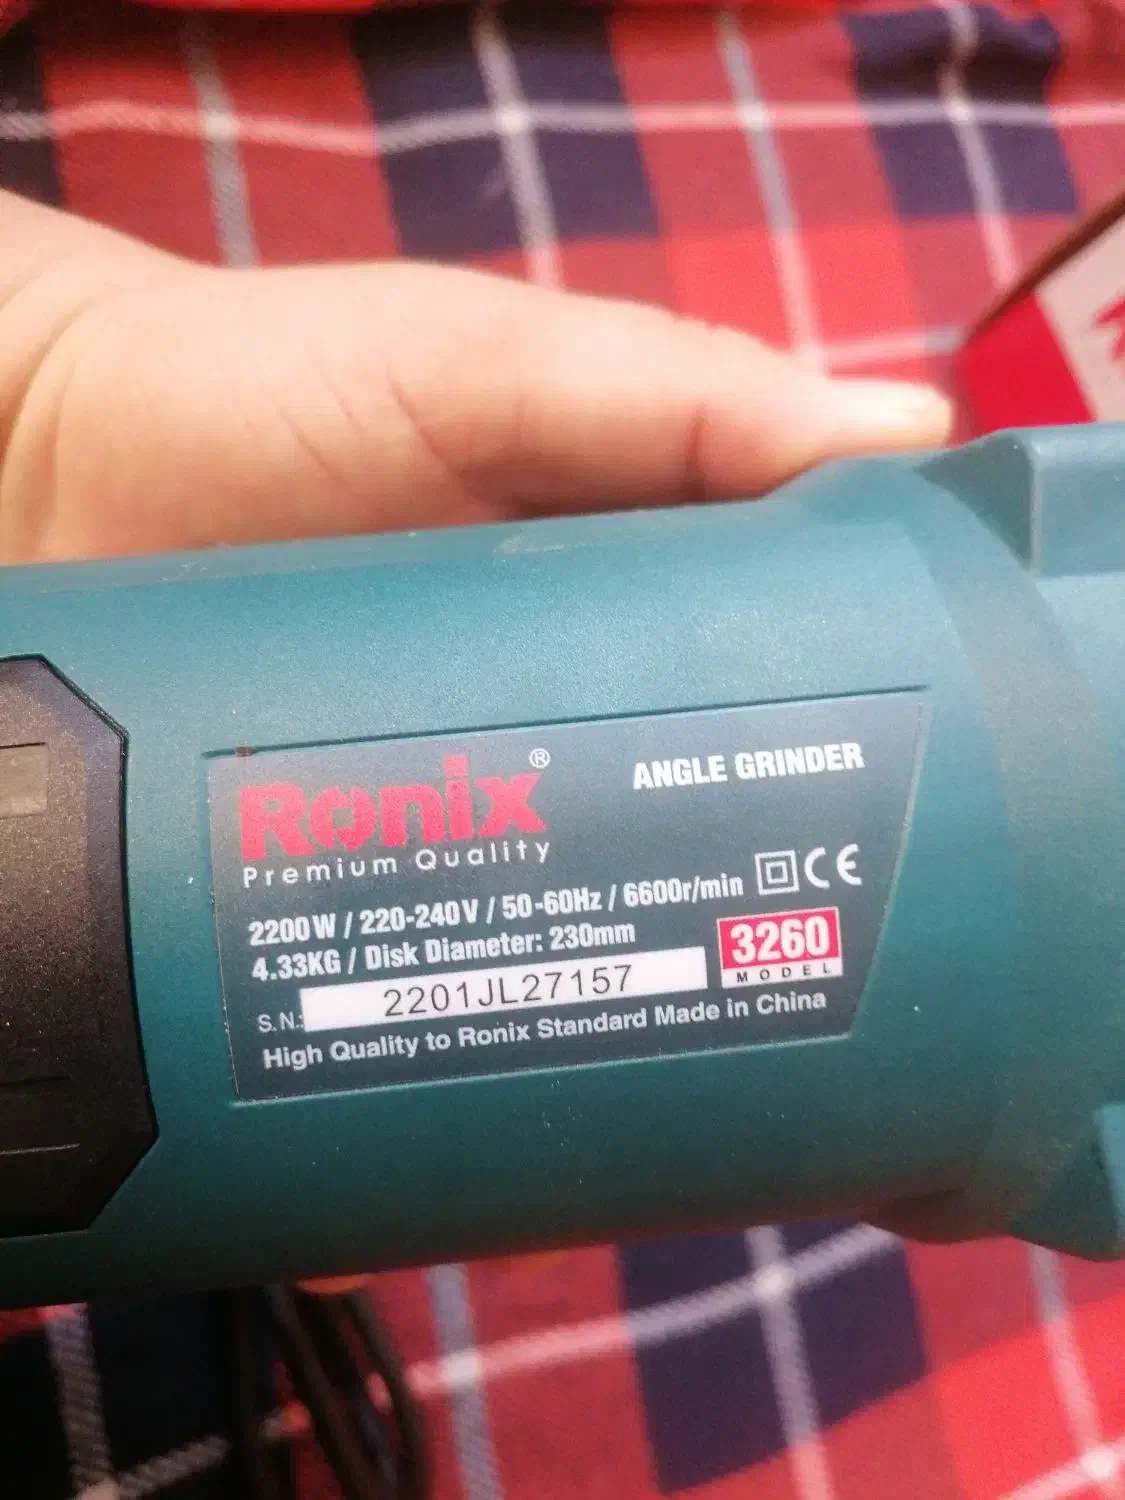 Ronix®
Premium Quality
ANGLE GRINDER
2200W / 220-240V / 50-60Hz / 6600r/min CE
4.33KG / Disk Diameter: 230mm
3260
MODEL
S.N.: 2201JL27157
High Quality to Ronix Standard Made in China